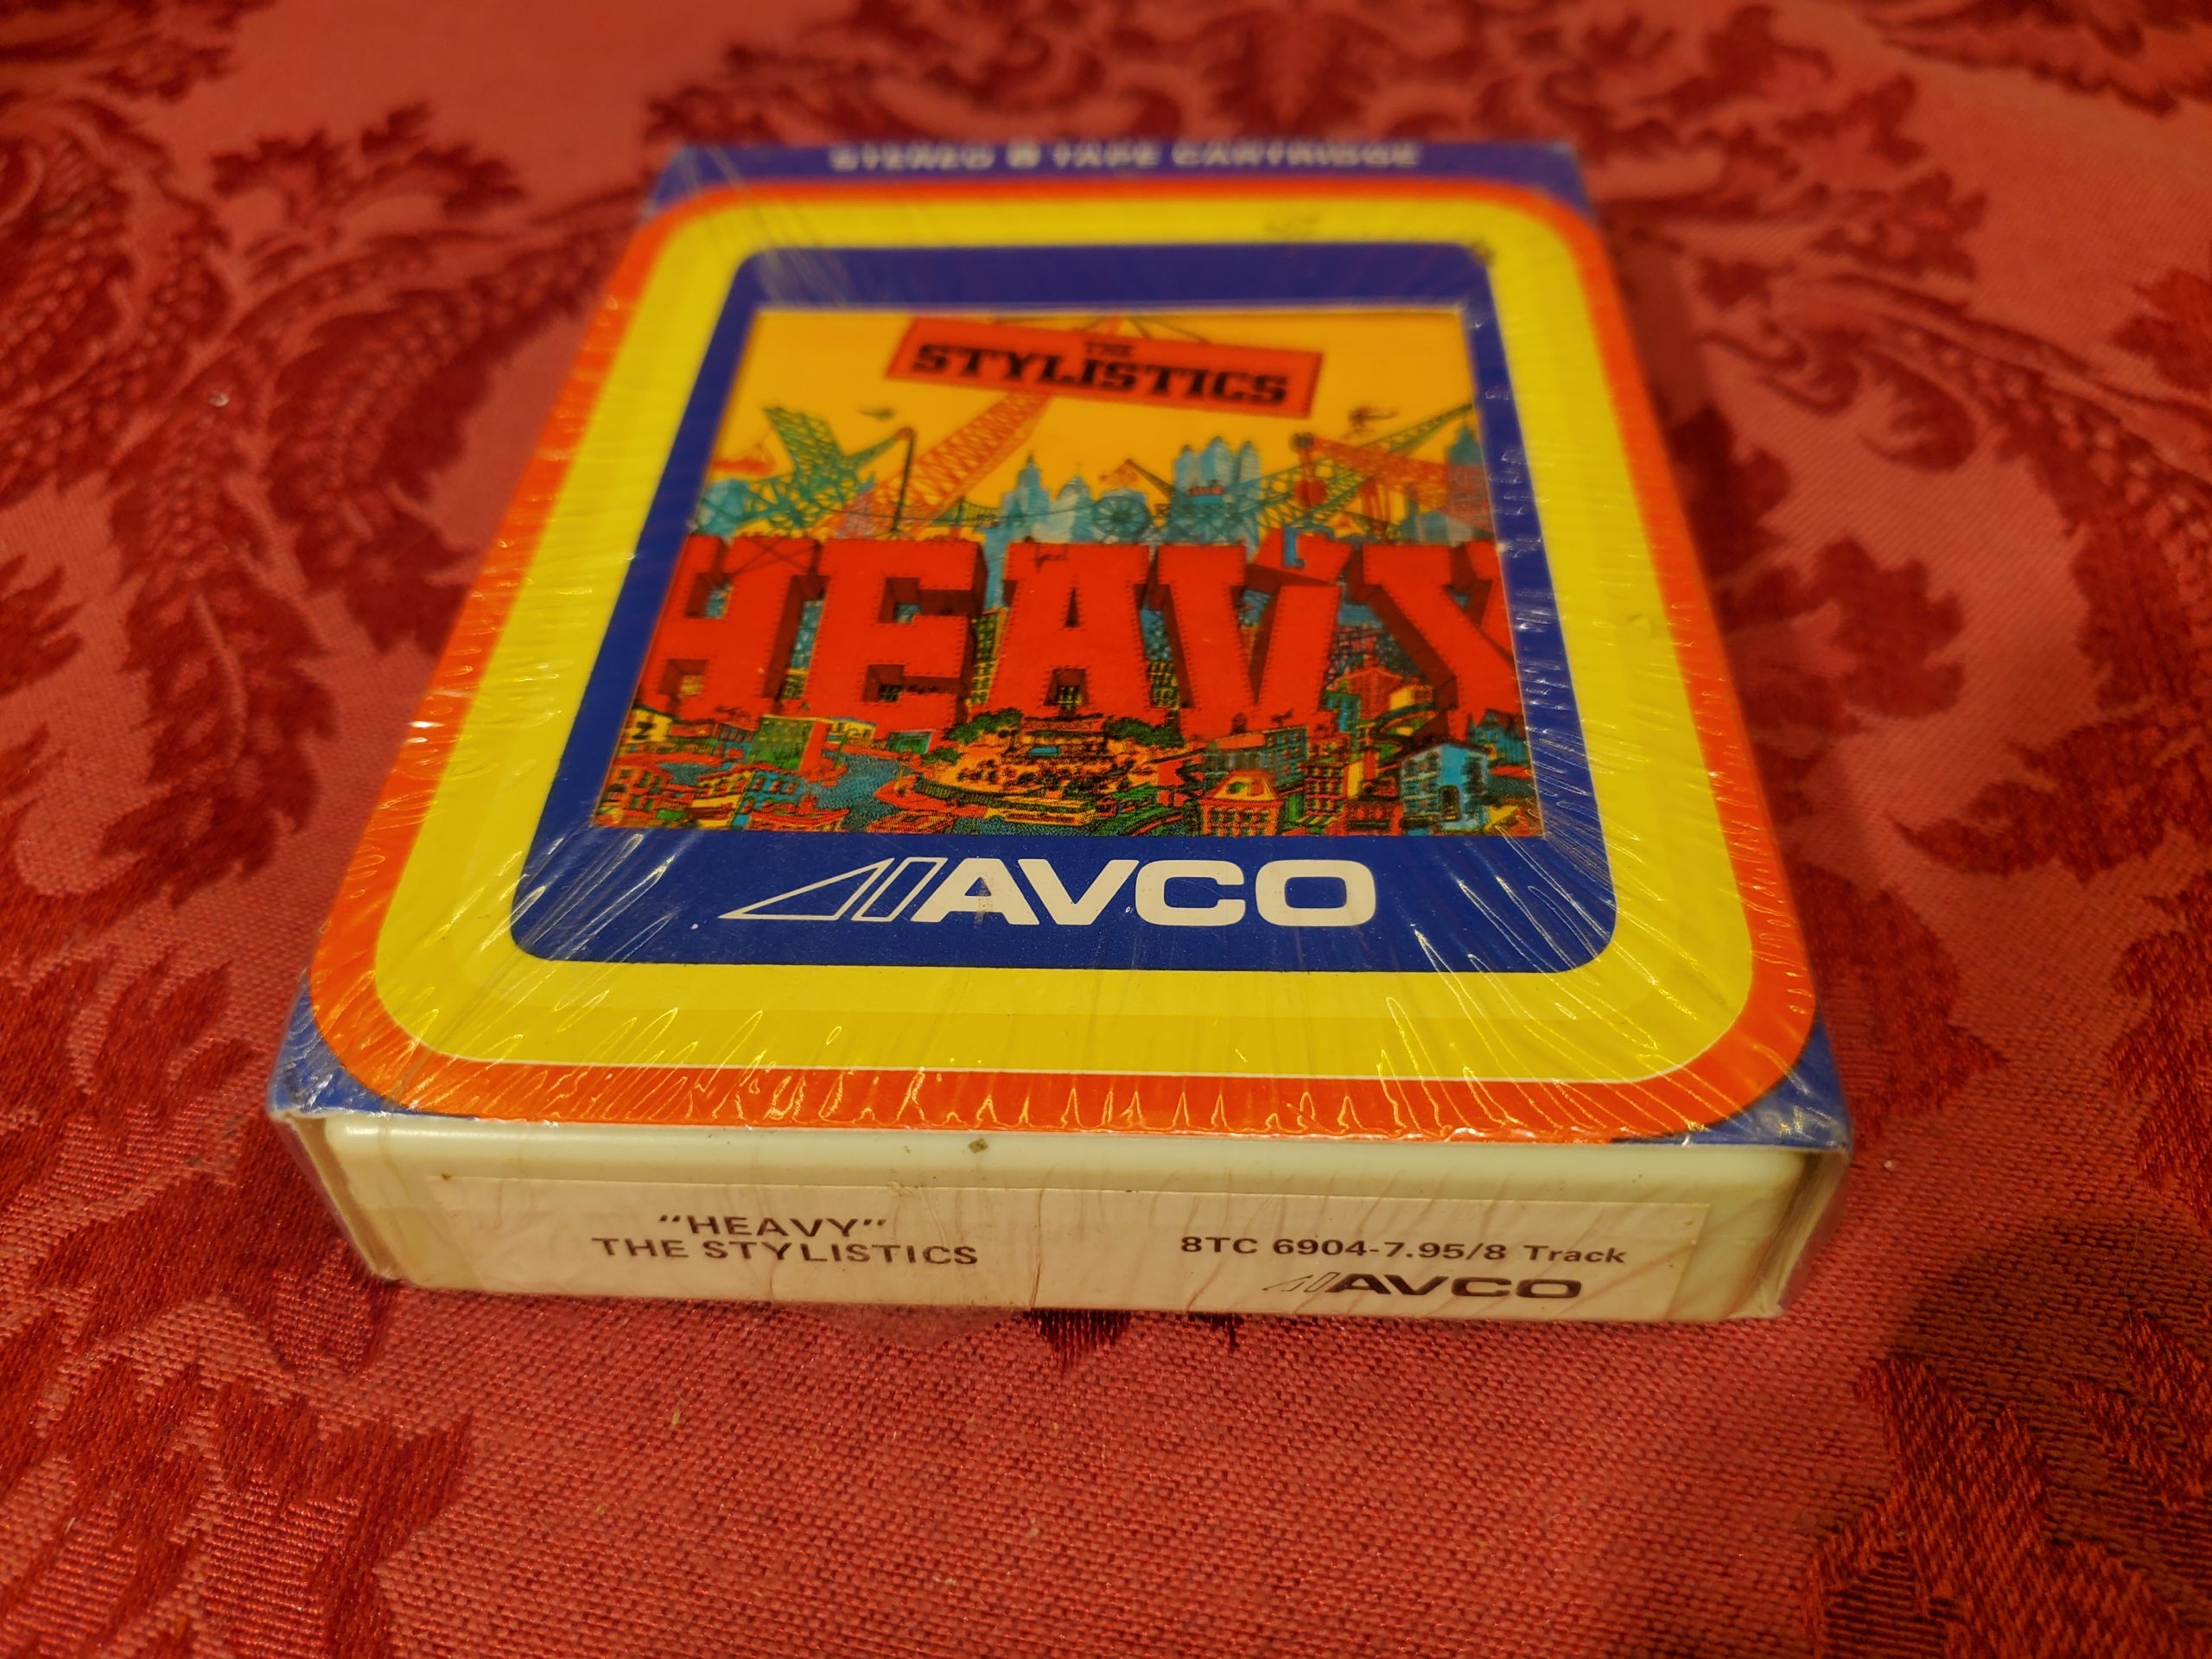 STEREO 8 TAPE CARTRIDGE
THE
STYLISTICS
HEAVY
AVCO
"HEAVY"
THE STYLISTICS
8TC 6904-7.95/8 Track
AVCO